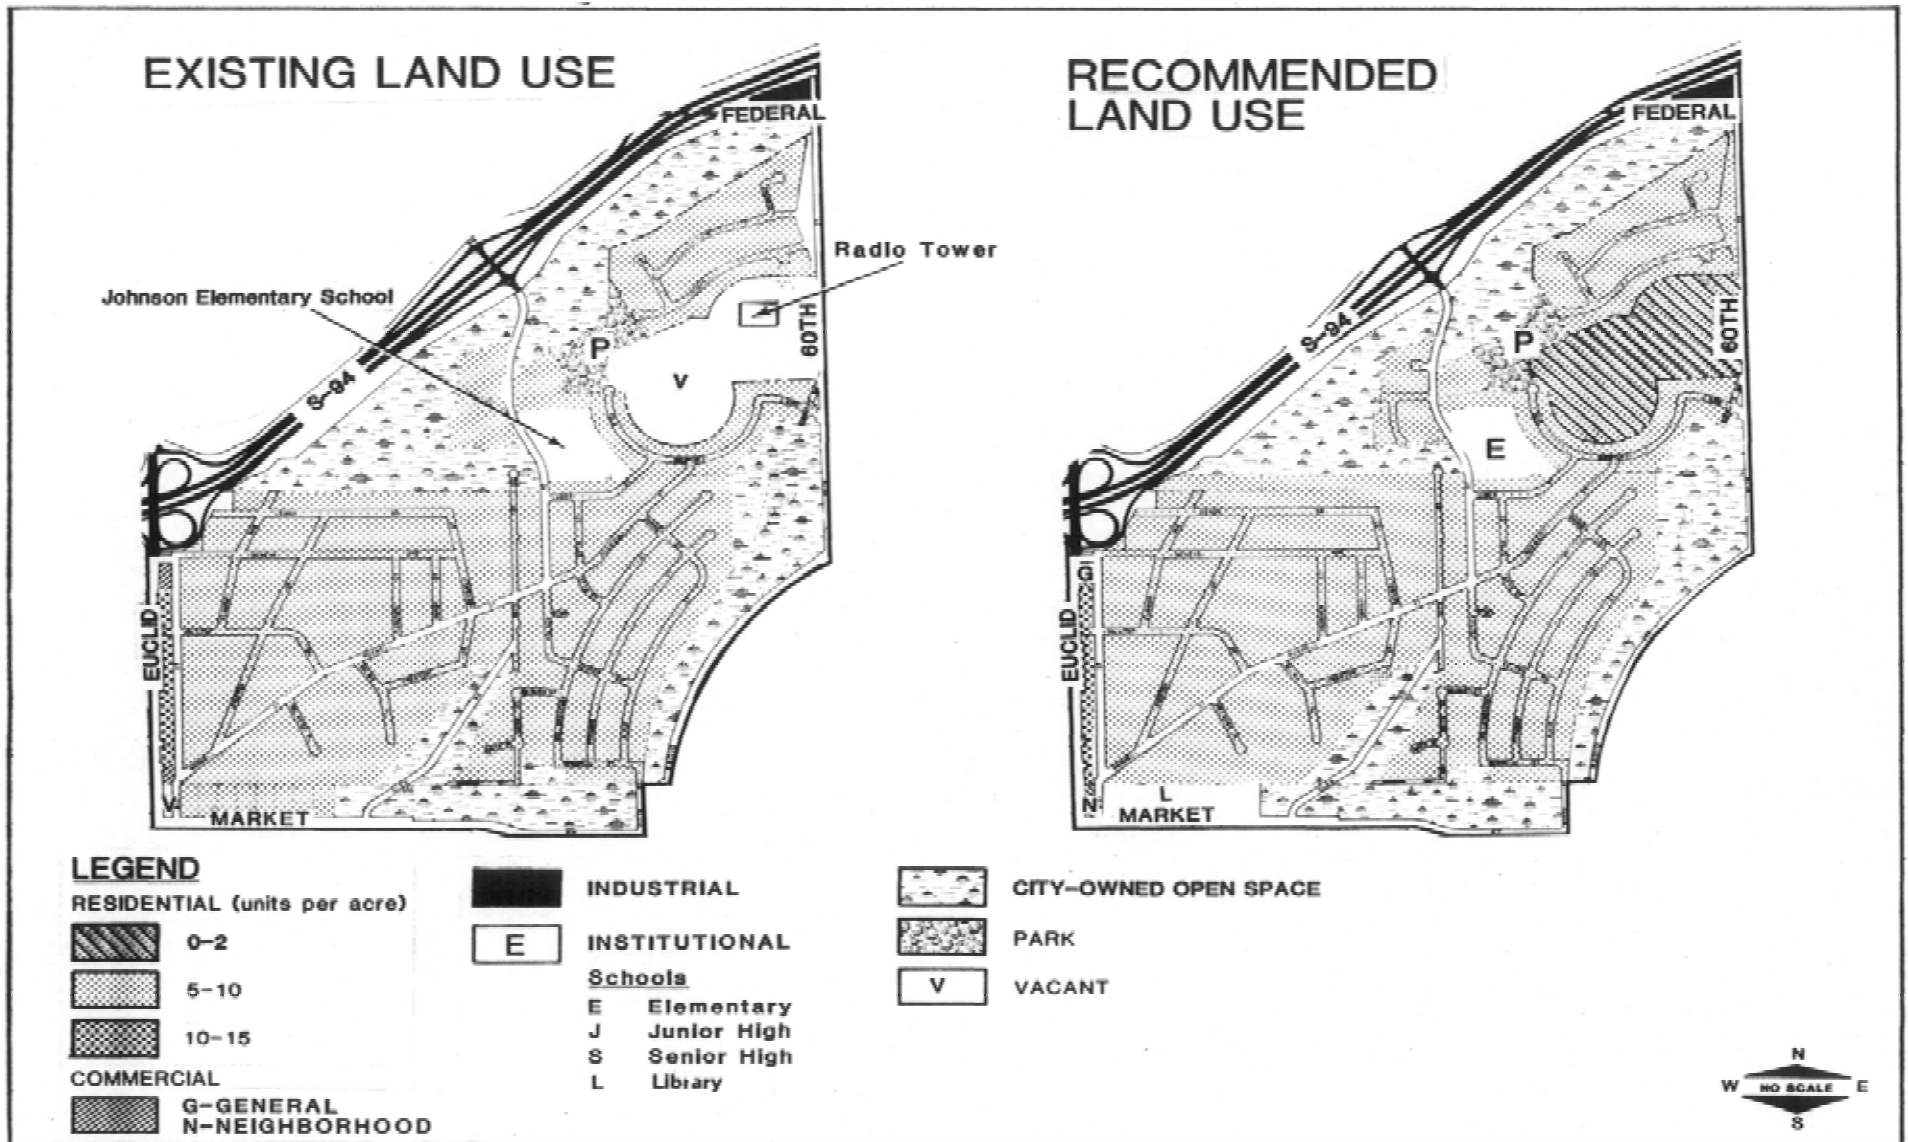 EXISTING LAND USE
FEDERAL
Radio Tower
Johnson Elementary School
60TH
P
V
S-94
EUCLID
V
MARKET
RECOMMENDED
LAND USE
FEDERAL
60TH
P
S-94
E
G
EUCLID
N
L
MARKET
LEGEND
RESIDENTIAL (units per acre)
0-2
5-10
10-15
COMMERCIAL
G-GENERAL
N-NEIGHBORHOOD
INDUSTRIAL
E INSTITUTIONAL
Schools
E Elementary
J Junior High
S Senior High
L Library
CITY-OWNED OPEN SPACE
PARK
V VACANT
N
W NO SCALE E
S